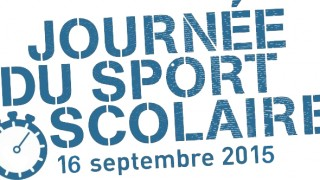 JOURNÉE
DU SPORT
SCOLAIRE
16 septembre 2015